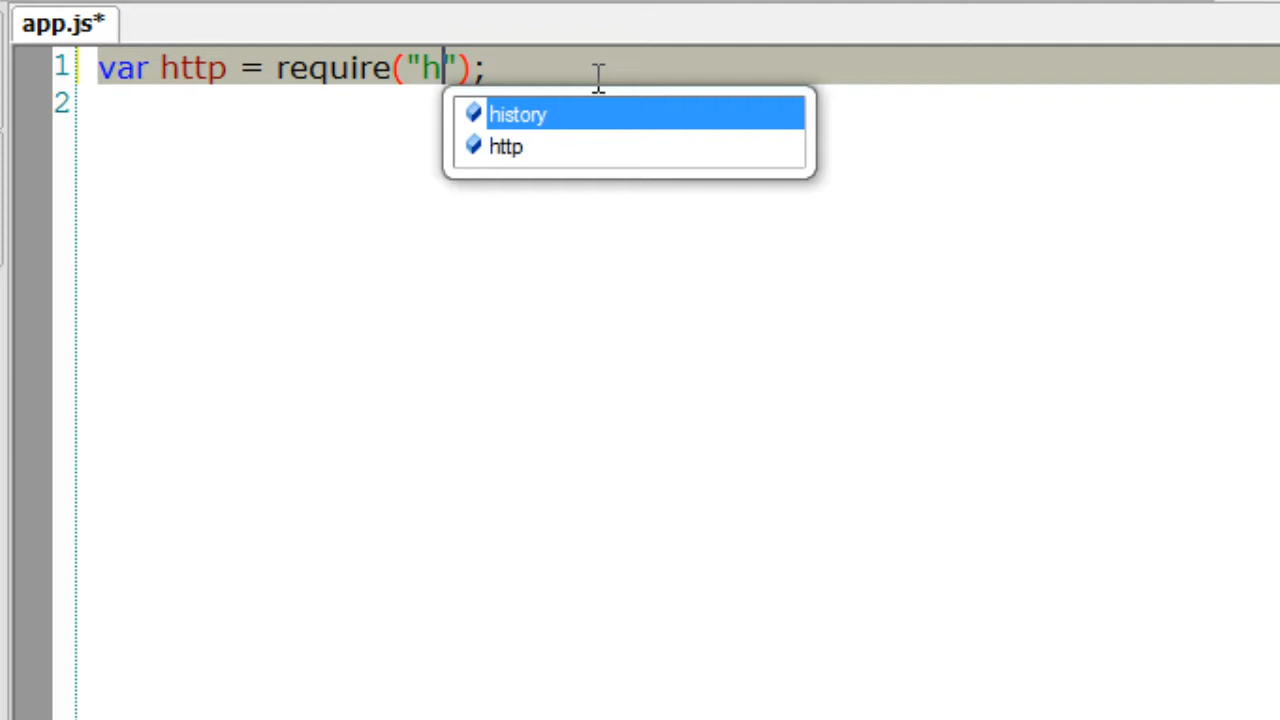 app.js*
1 var http = require("h");
2
history
http